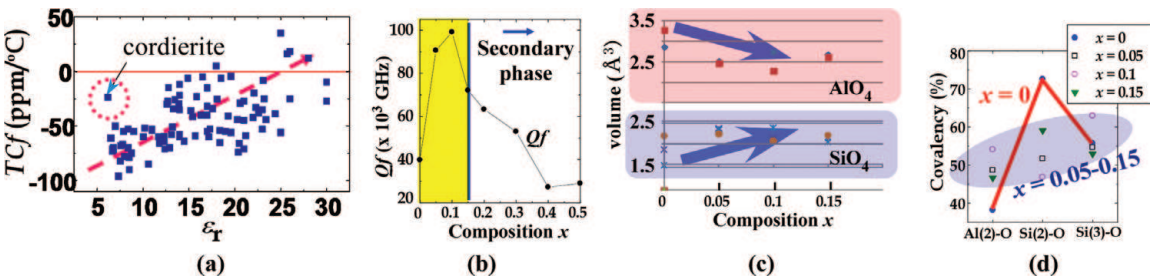 TCf (ppm/°C)
50
0
-50
-100
cordierite
5 10 15 20 25 30
εr
(a)
Qf (x 10³ GHz)
100
80
60
40
20
Secondary
phase
Qf
0 0.1 0.2 0.3 0.4 0.5
Composition x
(b)
volume (Å³)
3.5
2.5
AlO4
2.5
SiO4
1.5
0 0.05 0.10 0.15
Composition x
(c)
x = 0
x = 0.05
x = 0.1
x = 0.15
Covalency (%)
80
70
60
50
40
x = 0
x = 0.05-0.15
Al(2)-O Si(2)-O Si(3)-O
(d)